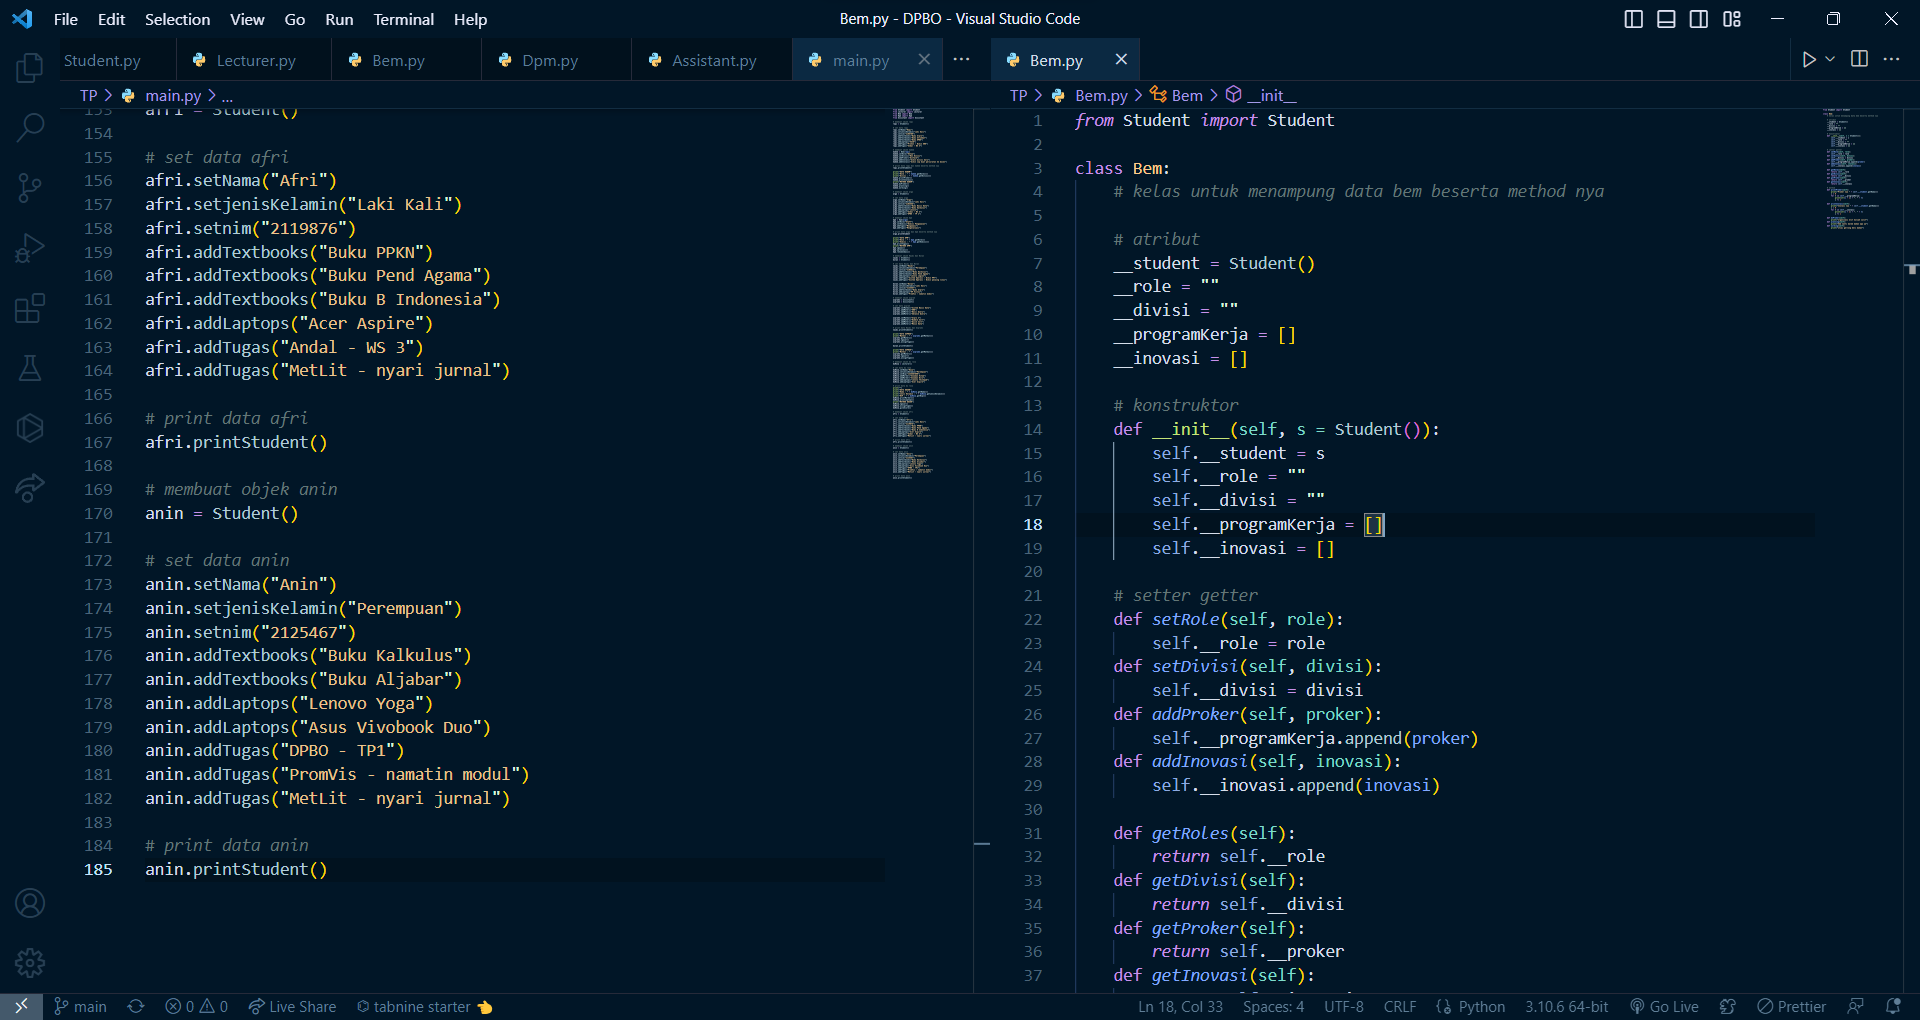 File Edit Selection View Go Run Terminal Help
Bem.py - DPBO - Visual Studio Code
Student.py Lecturer.py Bem.py Dpm.py Assistant.py main.py
TP > main.py > ...
153 afri = Student()
154
155 # set data afri
156 afri.setNama("Afri")
157 afri.setjenisKelamin("Laki Kali")
158 afri.setnim("2119876")
159 afri.addTextbooks("Buku PPKN")
160 afri.addTextbooks("Buku Pend Agama")
161 afri.addTextbooks("Buku B Indonesia")
162 afri.addLaptops("Acer Aspire")
163 afri.addTugas("Andal - WS 3")
164 afri.addTugas("MetLit - nyari jurnal")
165
166 # print data afri
167 afri.printStudent()
168
169 # membuat objek anin
170 anin = Student()
171
172 # set data anin
173 anin.setNama("Anin")
174 anin.setjenisKelamin("Perempuan")
175 anin.setnim("2125467")
176 anin.addTextbooks("Buku Kalkulus")
177 anin.addTextbooks("Buku Aljabar")
178 anin.addLaptops("Lenovo Yoga")
179 anin.addLaptops("Asus Vivobook Duo")
180 anin.addTugas("DPBO - TP1")
181 anin.addTugas("PromVis - namatin modul")
182 anin.addTugas("MetLit - nyari jurnal")
183
184 # print data anin
185 anin.printStudent()
Bem.py
TP > Bem.py > Bem > __init__
1 from Student import Student
2
3 class Bem:
4 # kelas untuk menampung data bem beserta method nya
5
6 # atribut
7 __student = Student()
8 __role = ""
9 __divisi = ""
10 __programKerja = []
11 __inovasi = []
12
13 # konstruktor
14 def __init__(self, s = Student()):
15 self.__student = s
16 self.__role = ""
17 self.__divisi = ""
18 self.__programKerja = []
19 self.__inovasi = []
20
21 # setter getter
22 def setRole(self, role):
23 self.__role = role
24 def setDivisi(self, divisi):
25 self.__divisi = divisi
26 def addProker(self, proker):
27 self.__programKerja.append(proker)
28 def addInovasi(self, inovasi):
29 self.__inovasi.append(inovasi)
30
31 def getRoles(self):
32 return self.__role
33 def getDivisi(self):
34 return self.__divisi
35 def getProker(self):
36 return self.__proker
37 def getInovasi(self):
main 0 0 Live Share tabnine starter
Ln 18, Col 33 Spaces: 4 UTF-8 CRLF Python 3.10.6 64-bit Go Live Prettier